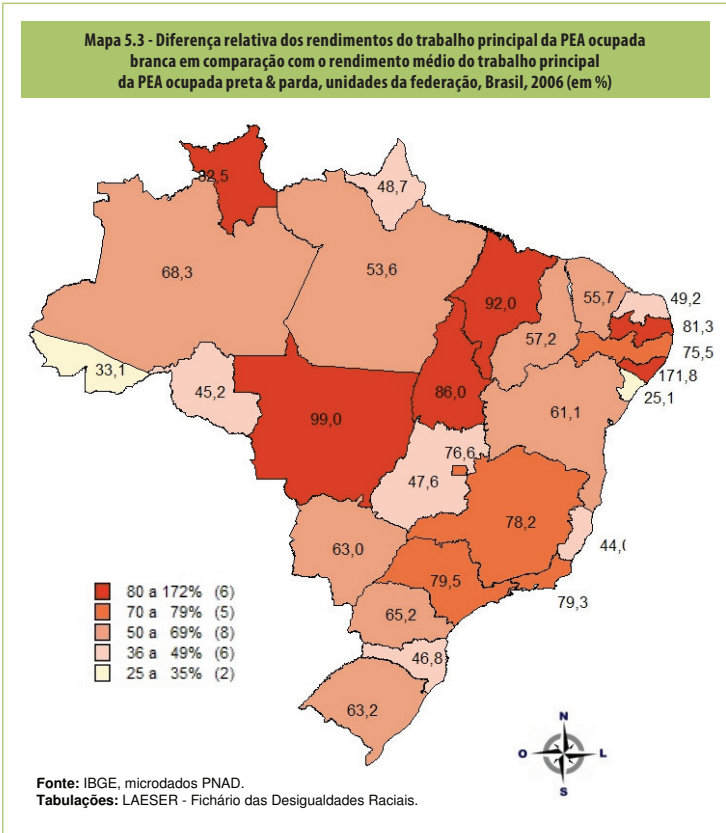 Mapa 5.3 - Diferença relativa dos rendimentos do trabalho principal da PEA ocupada
branca em comparação com o rendimento médio do trabalho principal
da PEA ocupada preta & parda, unidades da federação, Brasil, 2006 (em %)
82,5
48,7
68,3
53,6
92,0
55,7
49,2
81,3
57,2
75,5
171,8
33,1
45,2
86,0
25,1
99,0
61,1
76,6
47,6
78,2
44,0
63,0
79,5
79,3
80 a 172% (6)
70 a 79% (5)
50 a 69% (8)
36 a 49% (6)
25 a 35% (2)
65,2
46,8
63,2
N
O L
S
Fonte: IBGE, microdados PNAD.
Tabulações: LAESER - Fichário das Desigualdades Raciais.